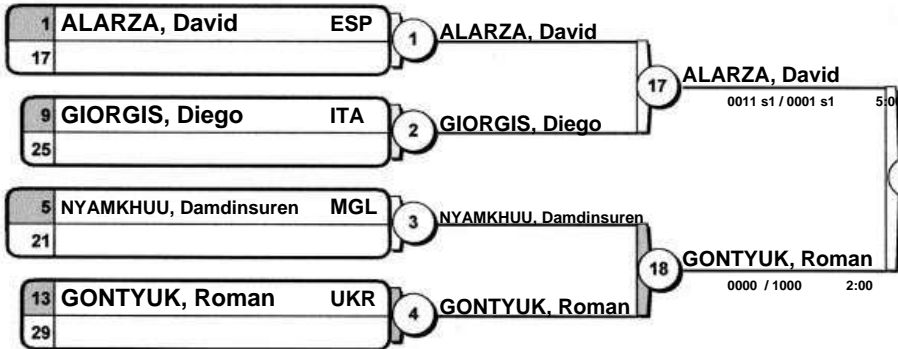 1 ALARZA, David ESP
17
1 ALARZA, David
9 GIORGIS, Diego ITA
25
2 GIORGIS, Diego
17 ALARZA, David
0011 s1 / 0001 s1
5 NYAMKHUU, Damdinsuren MGL
21
3 NYAMKHUU, Damdinsuren
13 GONTYUK, Roman UKR
29
4 GONTYUK, Roman
18 GONTYUK, Roman
0000 / 1000 2:00